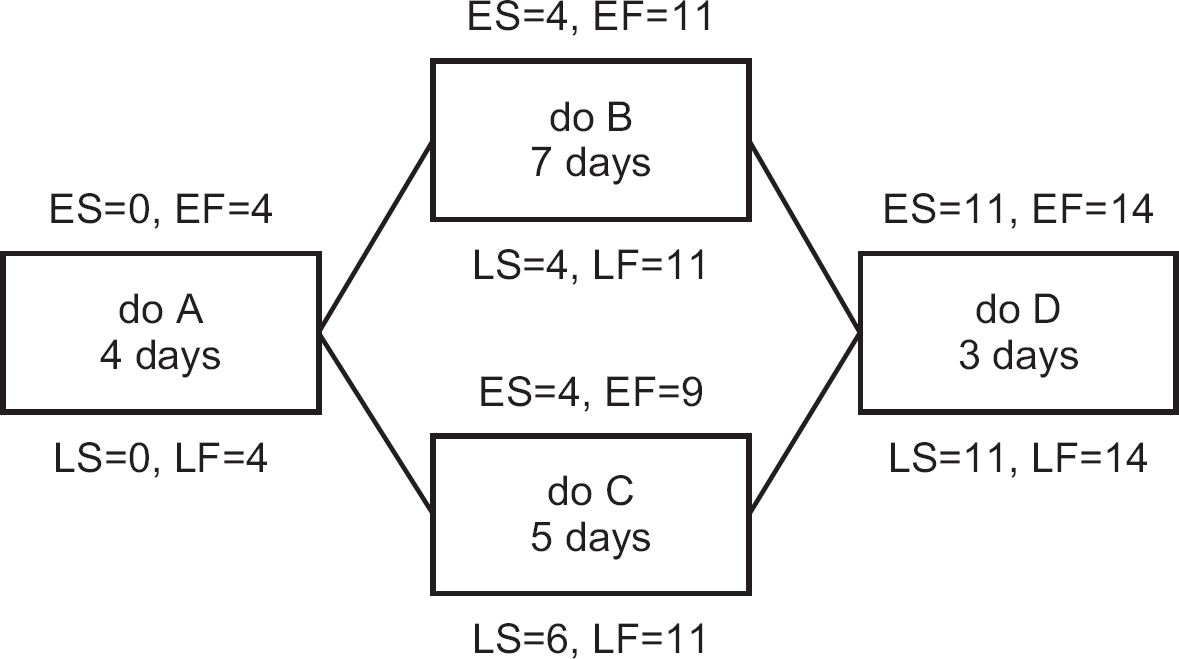 ES=4, EF=11
do B
7 days
LS=4, LF=11
ES=0, EF=4
do A
4 days
LS=0, LF=4
ES=4, EF=9
do C
5 days
LS=6, LF=11
ES=11, EF=14
do D
3 days
LS=11, LF=14